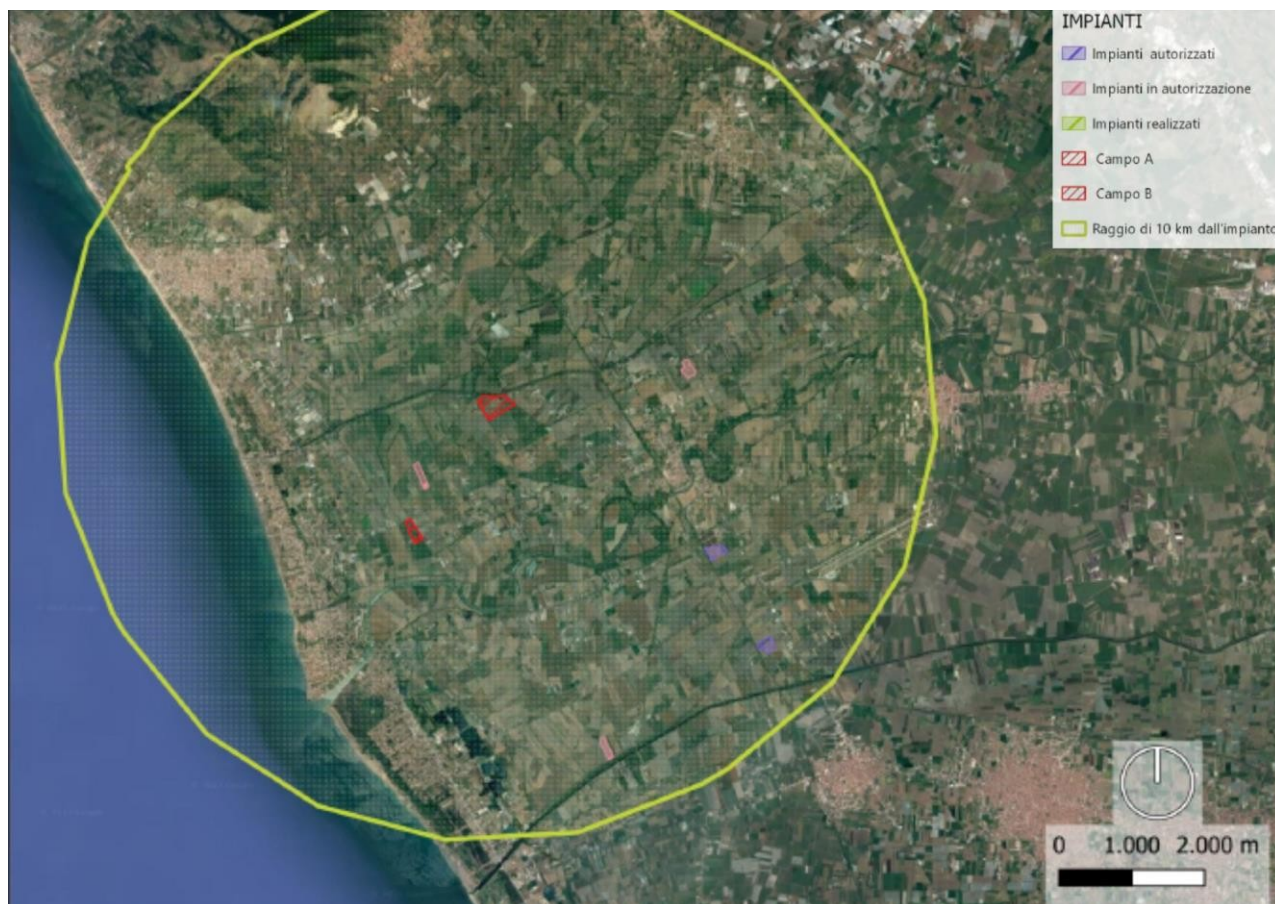 IMPIANTI
Impianti autorizzati
Impianti in autorizzazione
Impianti realizzati
Campo A
Campo B
Raggio di 10 km dall'impianto
0 1.000 2.000 m